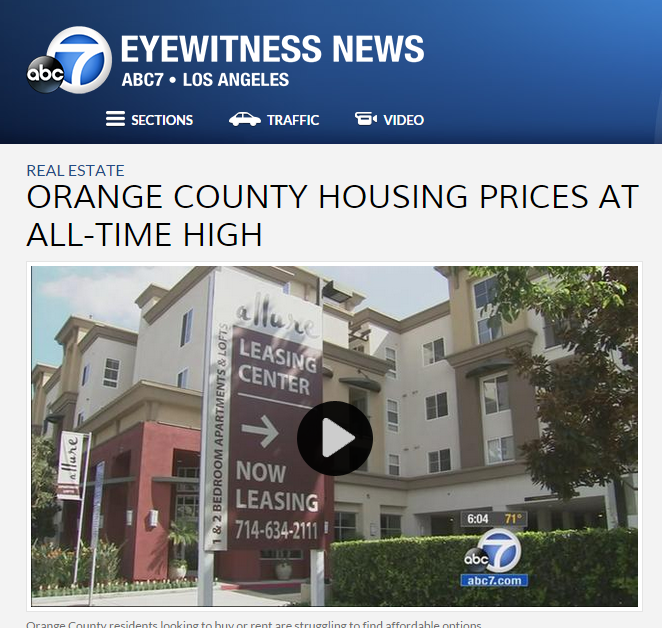 abc 7
EYEWITNESS NEWS
ABC7 • LOS ANGELES
SECTIONS
TRAFFIC
VIDEO
REAL ESTATE
ORANGE COUNTY HOUSING PRICES AT
ALL-TIME HIGH
allure
LEASING
CENTER
1 & 2 BEDROOM APARTMENTS & LOFTS
NOW
LEASING
714-634-2111
allure
6:04 71°
abc 7
abc7.com
Orange County residents looking to buy or rent are struggling to find affordable options.